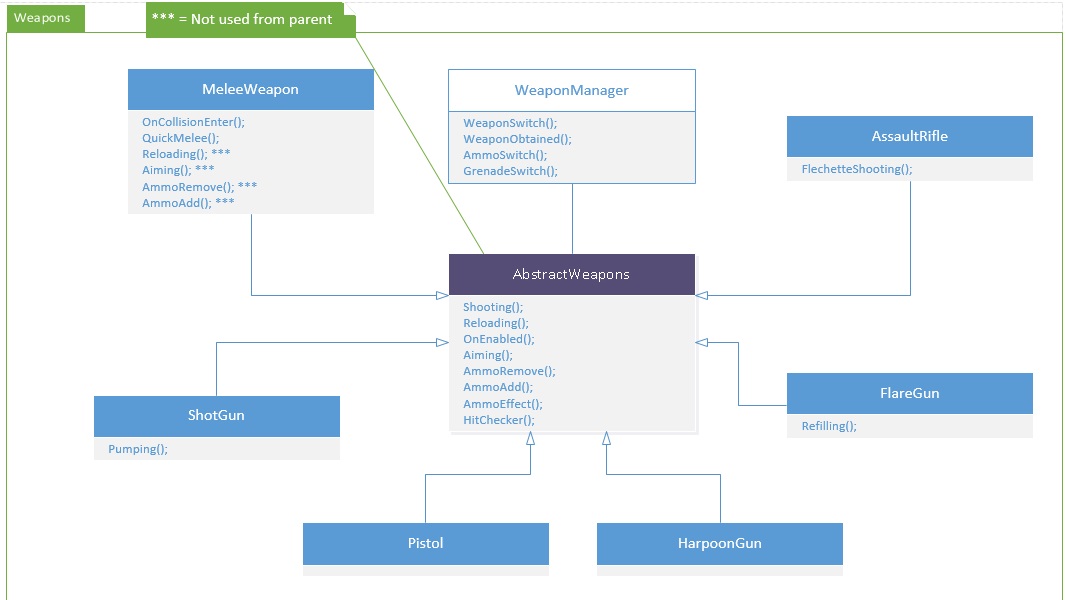 Weapons
*** = Not used from parent
MeleeWeapon
OnCollisionEnter();
QuickMelee();
Reloading(); ***
Aiming(); ***
AmmoRemove(); ***
AmmoAdd(); ***
WeaponManager
WeaponSwitch();
WeaponObtained();
AmmoSwitch();
GrenadeSwitch();
AssaultRifle
FlechetteShooting();
AbstractWeapons
Shooting();
Reloading();
OnEnabled();
Aiming();
AmmoRemove();
AmmoAdd();
AmmoEffect();
HitChecker();
ShotGun
Pumping();
FlareGun
Refilling();
Pistol
HarpoonGun